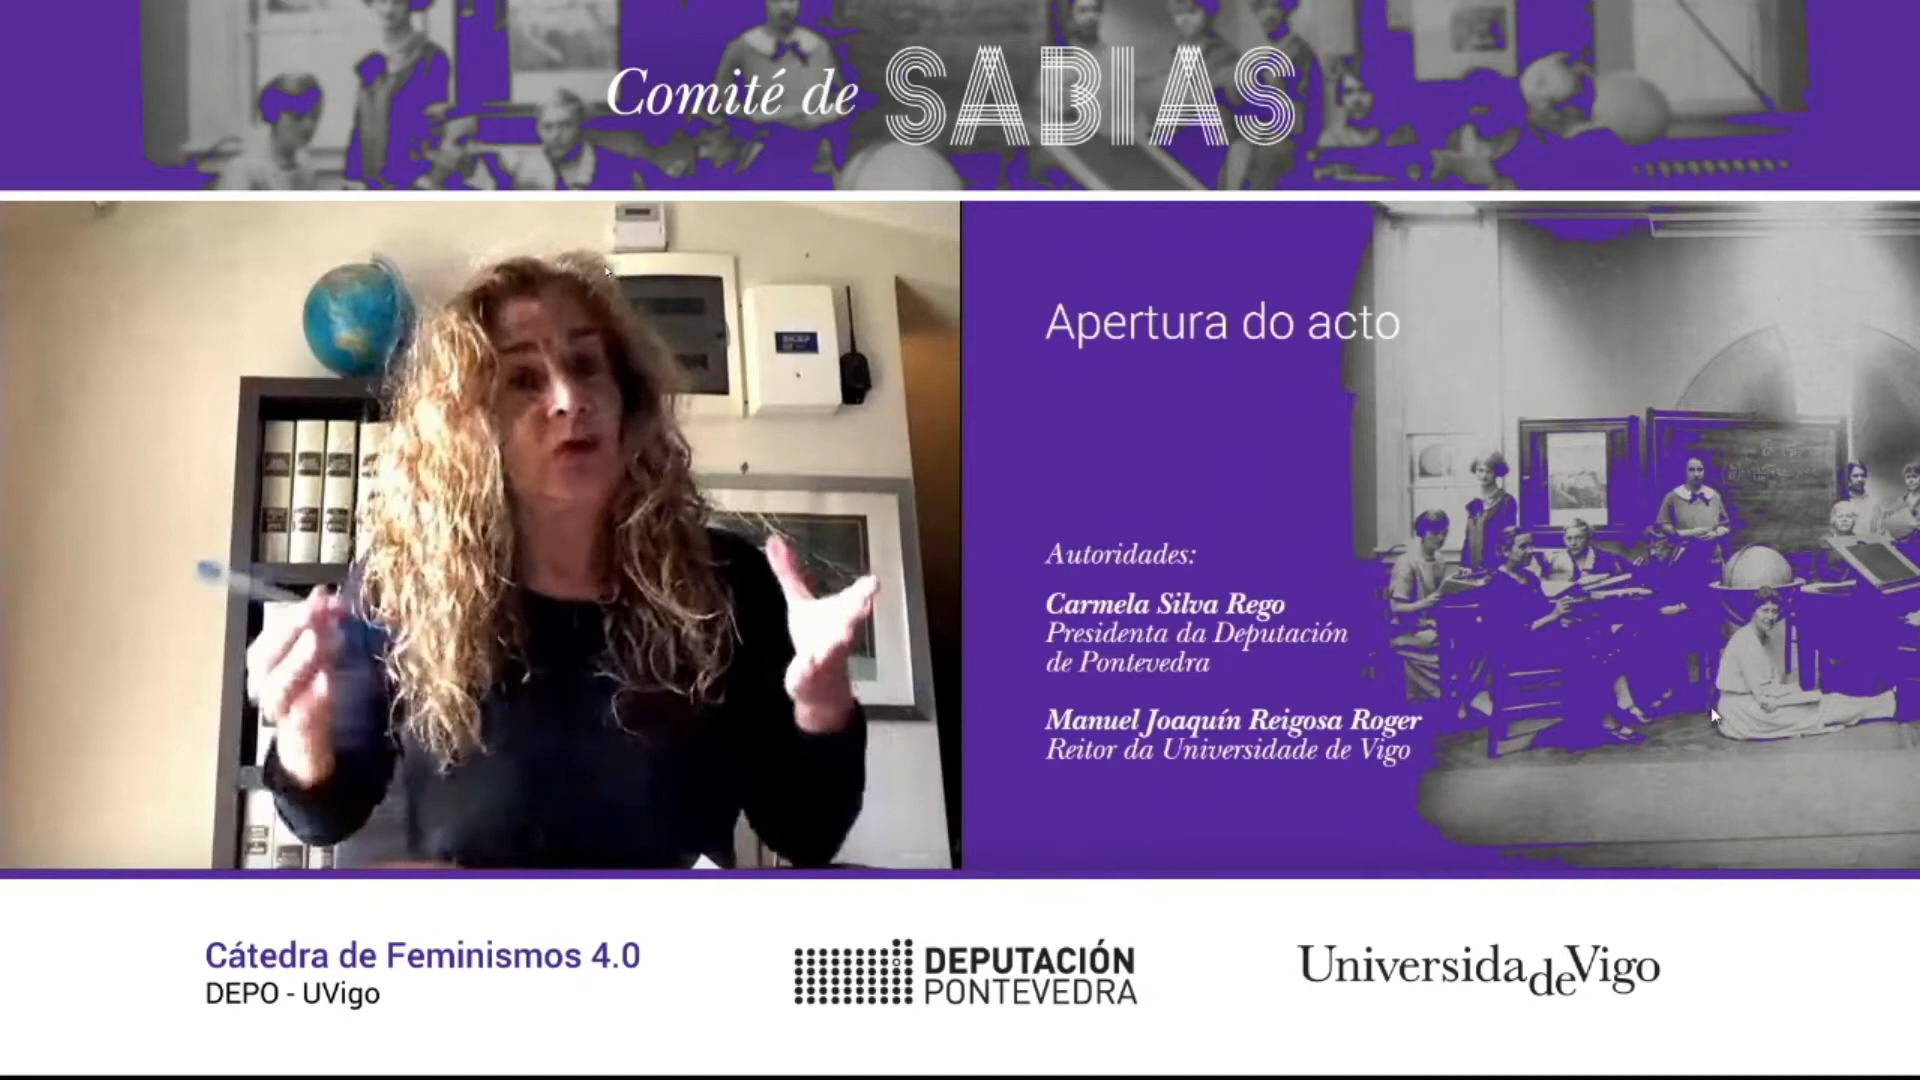 Comité de SABIAS
Apertura do acto
Autoridades:
Carmela Silva Rego
Presidenta da Deputación
de Pontevedra
Manuel Joaquín Reigosa Roger
Reitor da Universidade de Vigo
Cátedra de Feminismos 4.0
DEPO - UVigo
DEPUTACIÓN
PONTEVEDRA
UniversidadeVigo